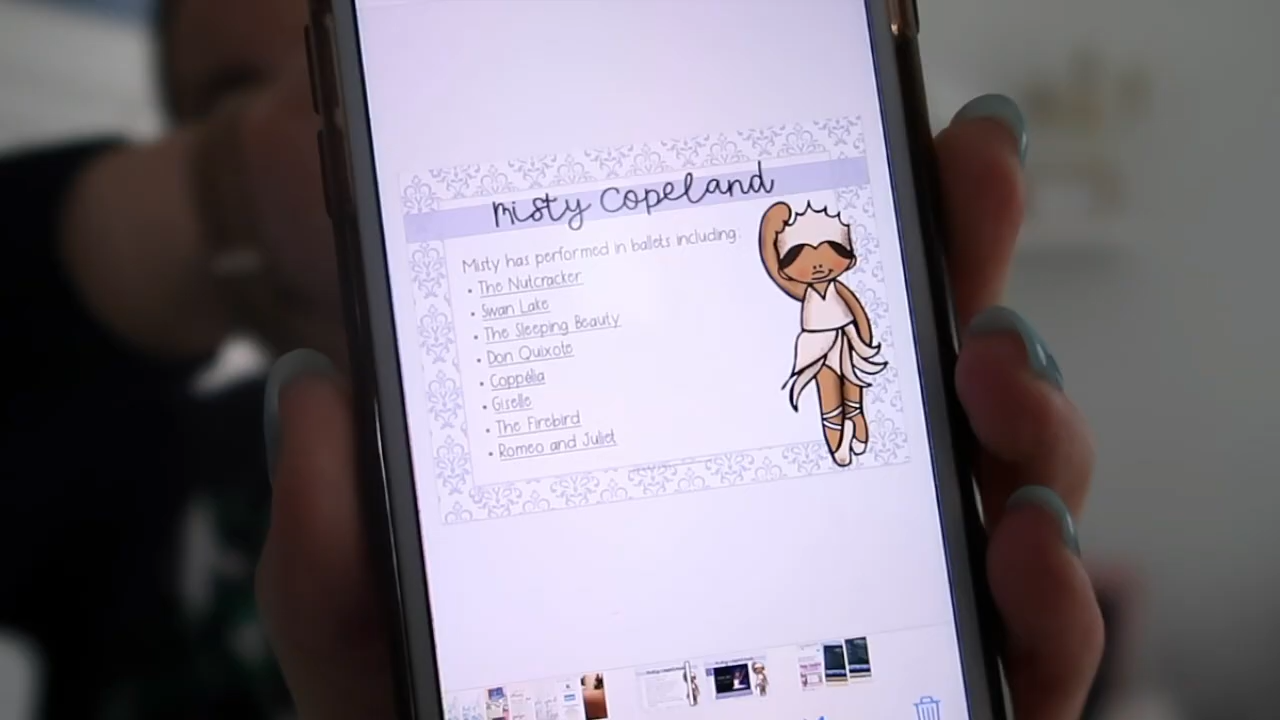 Misty Copeland
Misty has performed in ballets including:
• The Nutcracker
• Swan Lake
• The Sleeping Beauty
• Don Quixote
• Coppélia
• Giselle
• The Firebird
• Romeo and Juliet